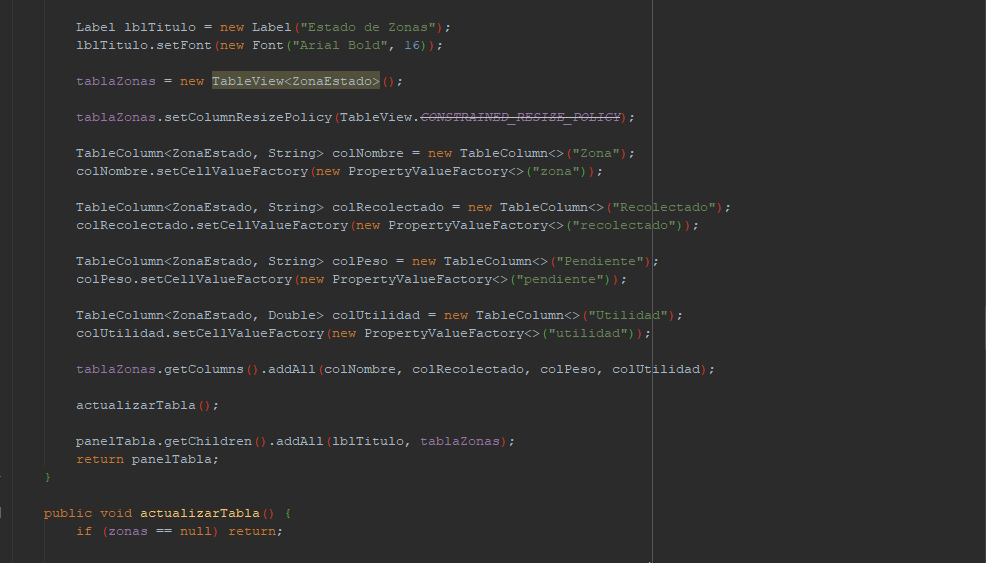 Label lblTitulo = new Label("Estado de Zonas");
lblTitulo.setFont(new Font("Arial Bold", 16));
tablaZonas = new TableView<ZonaEstado>();
tablaZonas.setColumnResizePolicy(TableView.CONSTRAINED_RESIZE_POLICY);
TableColumn<ZonaEstado, String> colNombre = new TableColumn<>("Zona");
colNombre.setCellValueFactory(new PropertyValueFactory<>("zona"));
TableColumn<ZonaEstado, String> colRecolectado = new TableColumn<>("Recolectado");
colRecolectado.setCellValueFactory(new PropertyValueFactory<>("recolectado"));
TableColumn<ZonaEstado, String> colPeso = new TableColumn<>("Pendiente");
colPeso.setCellValueFactory(new PropertyValueFactory<>("pendiente"));
TableColumn<ZonaEstado, Double> colUtilidad = new TableColumn<>("Utilidad");
colUtilidad.setCellValueFactory(new PropertyValueFactory<>("utilidad"));
tablaZonas.getColumns().addAll(colNombre, colRecolectado, colPeso, colUtilidad);
actualizarTabla();
panelTabla.getChildren().addAll(lblTitulo, tablaZonas);
return panelTabla;
}
public void actualizarTabla() {
if (zonas == null) return;